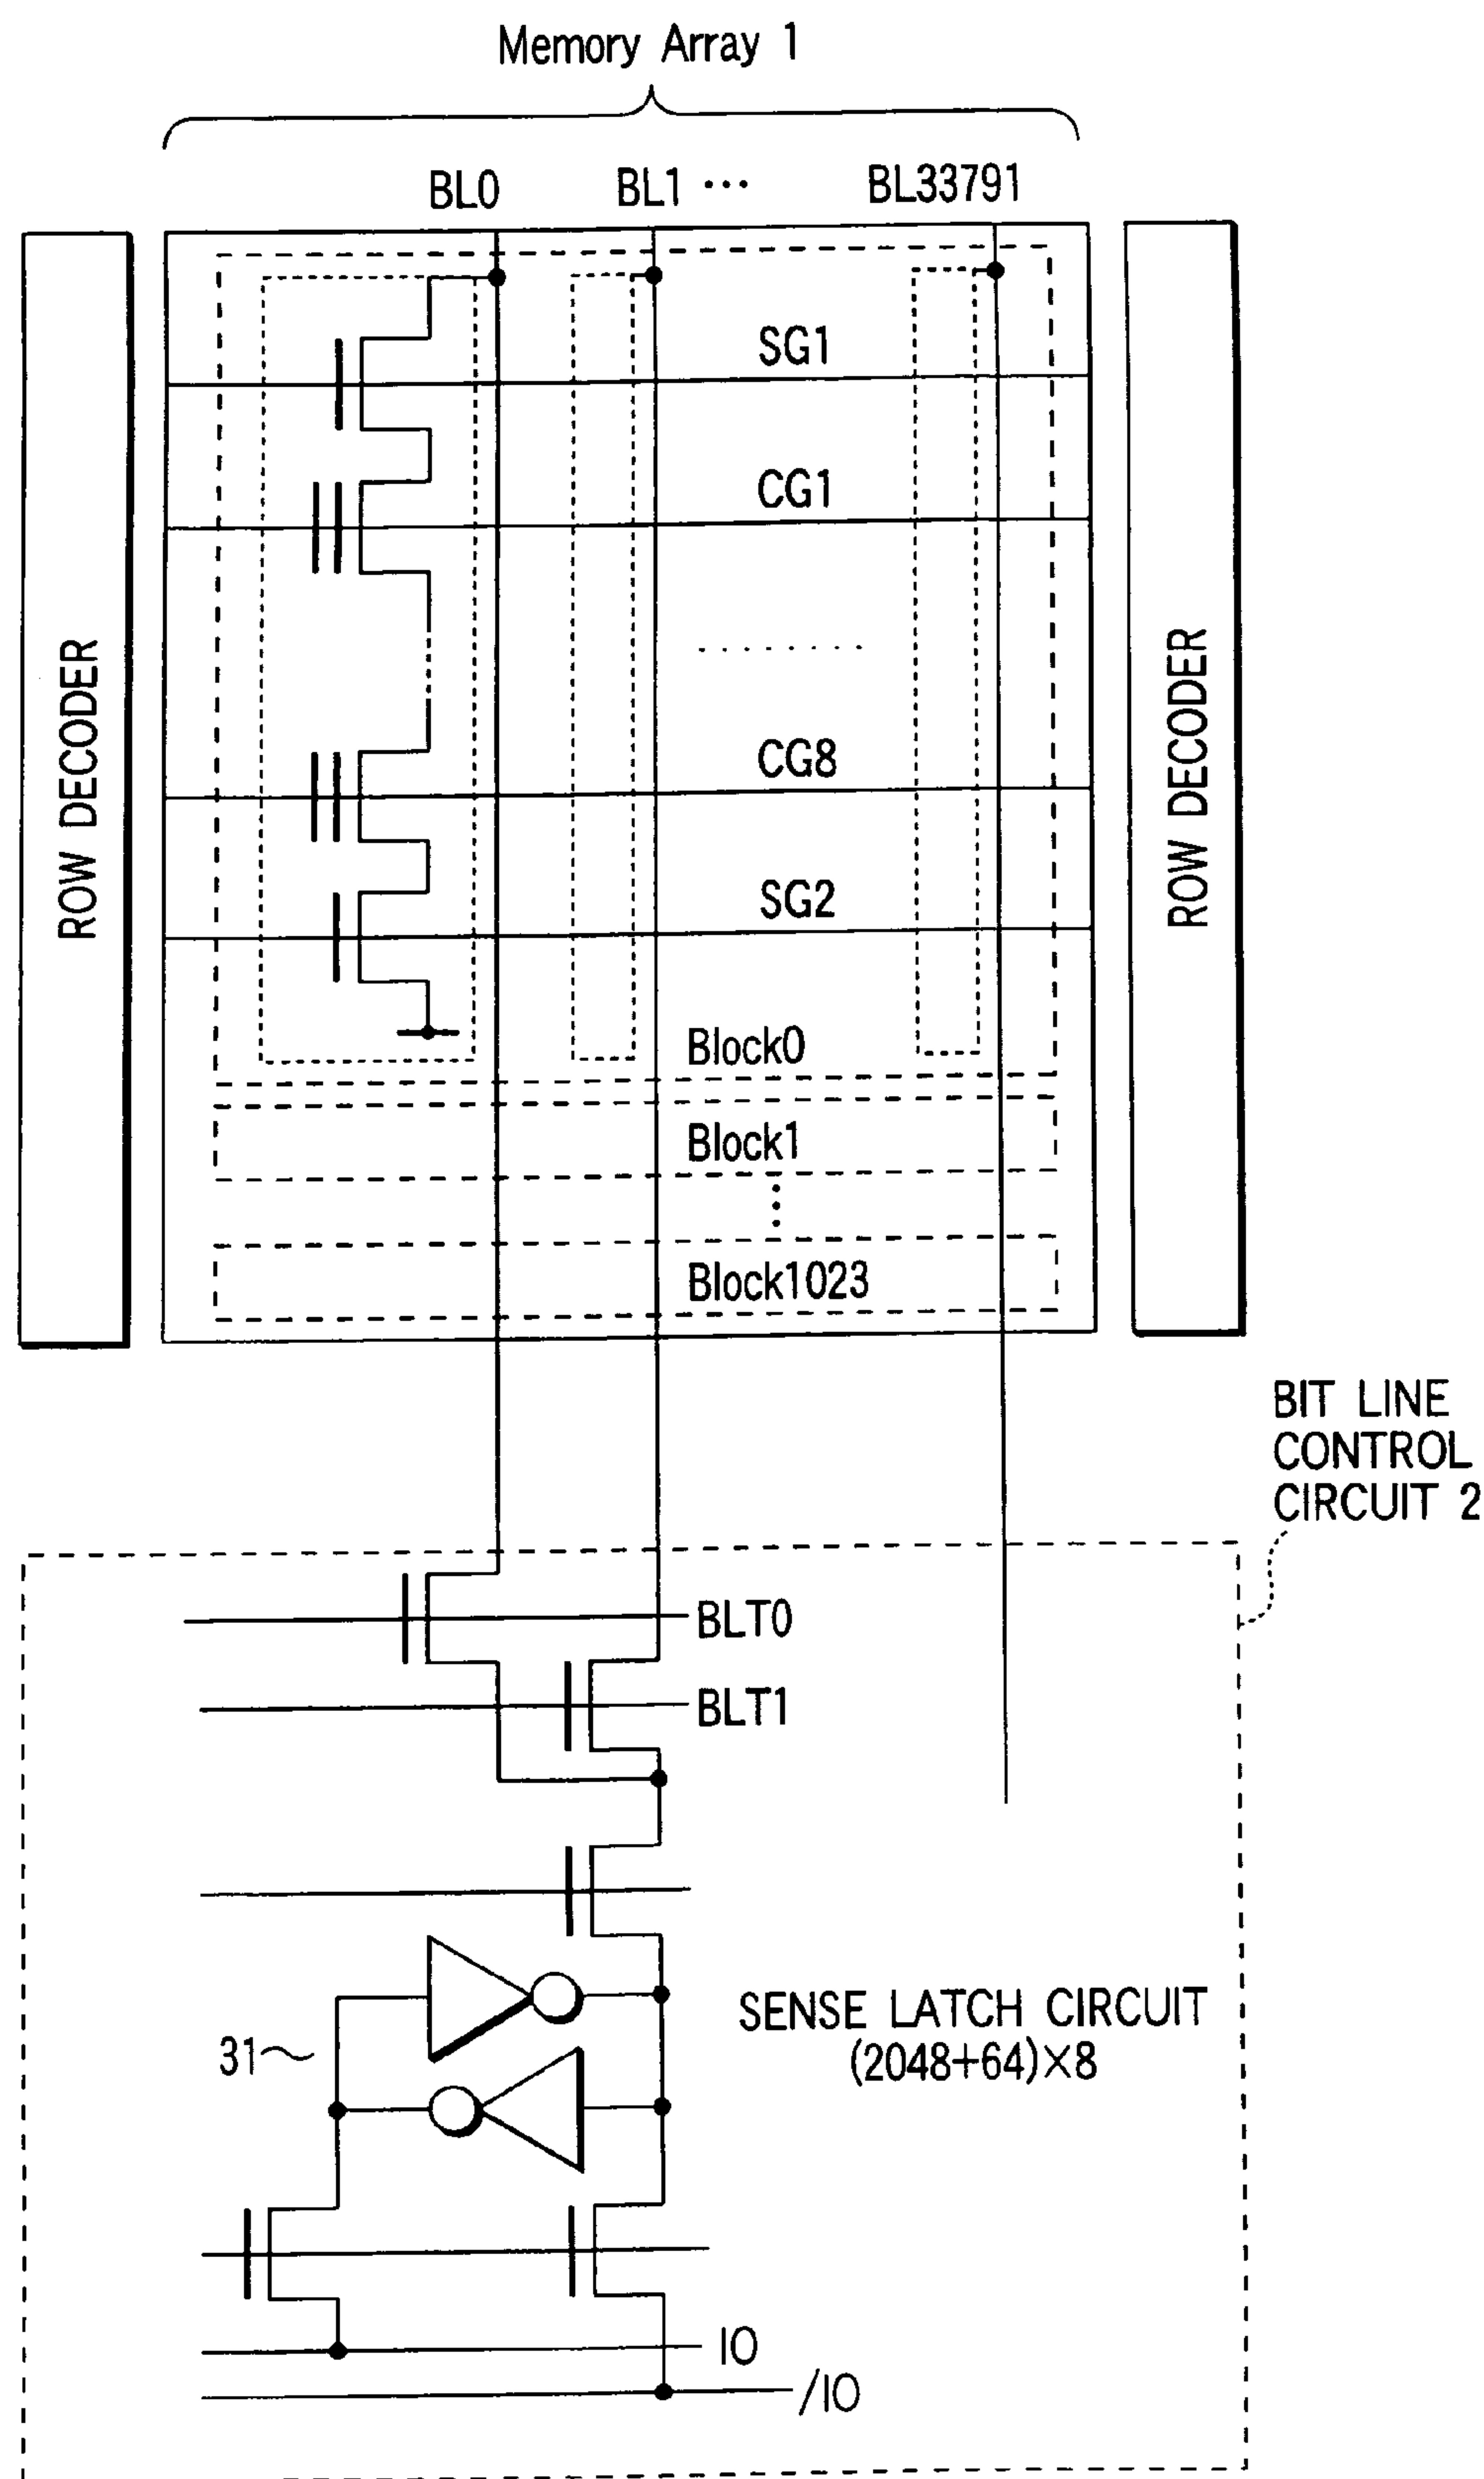 Memory Array 1
BL0 BL1 ... BL33791
SG1
CG1
ROW DECODER
ROW DECODER
CG8
SG2
Block0
Block1
Block1023
BIT LINE
CONTROL
CIRCUIT 2
BLT0
BLT1
SENSE LATCH CIRCUIT
(2048+64)×8
31
IO
/IO